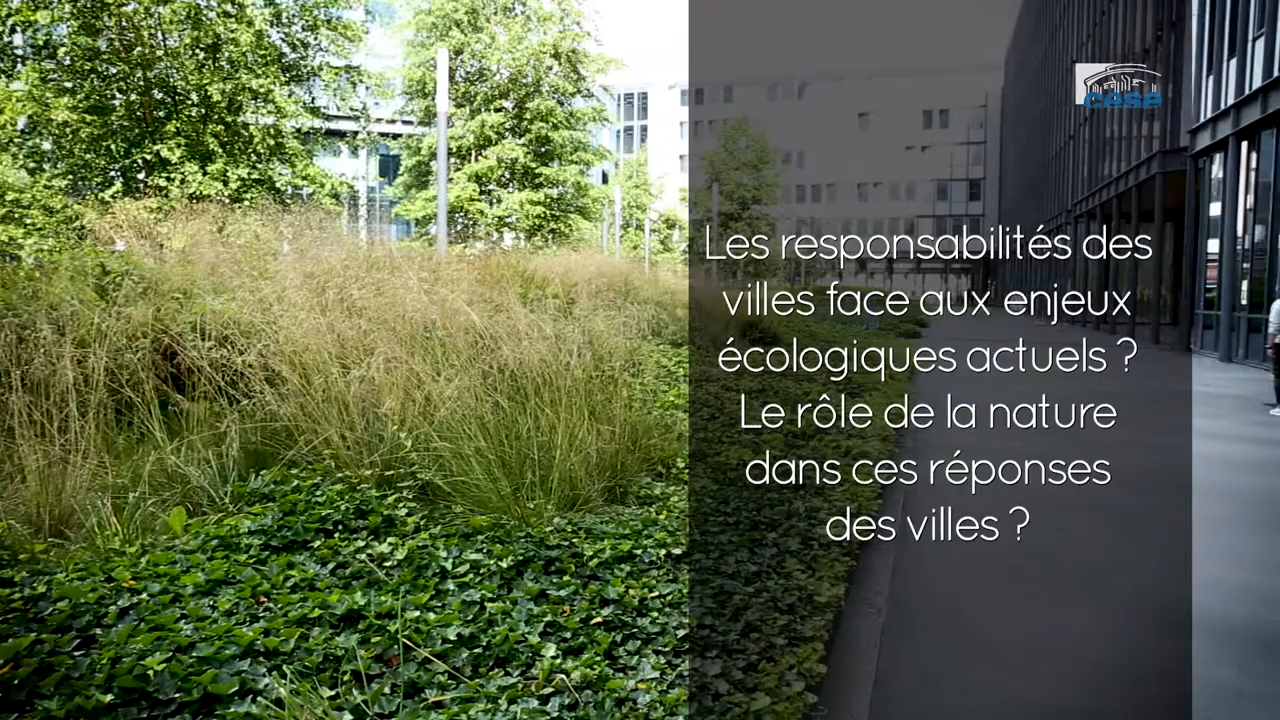 cese
Les responsabilités des
villes face aux enjeux
écologiques actuels ?
Le rôle de la nature
dans ces réponses
des villes ?